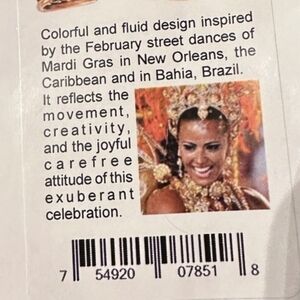 Colorful and fluid design inspired
by the February street dances of
Mardi Gras in New Orleans, the
Caribbean and in Bahia, Brazil.
It reflects the
movement,
creativity,
and the joyful
carefree
attitude of this
exuberant
celebration.
7 54920 07851 8